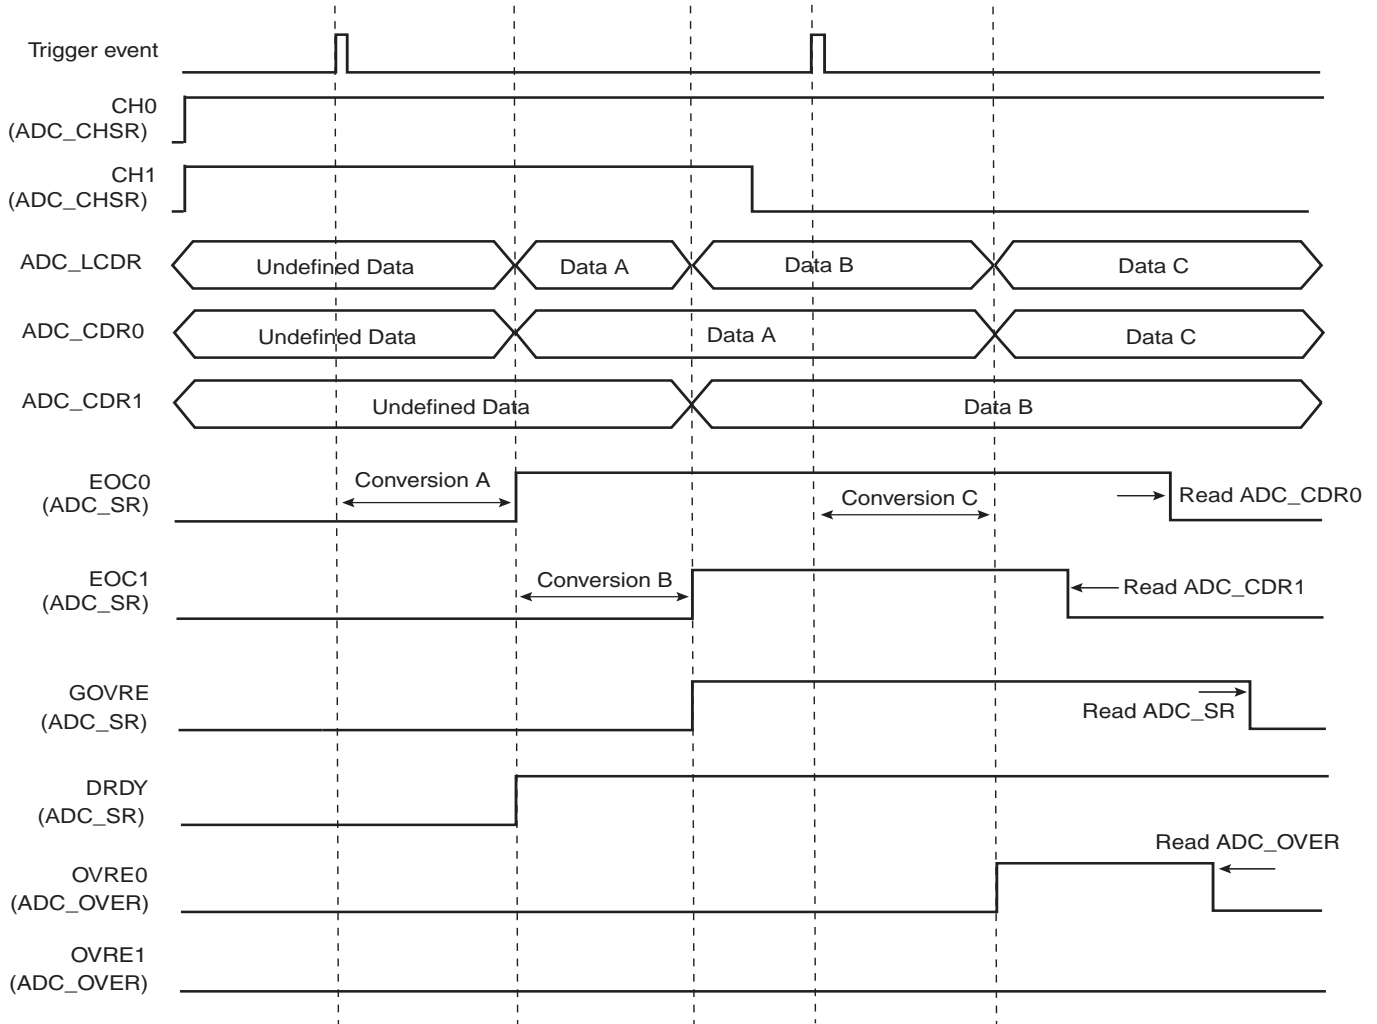 Trigger event
CH0
(ADC_CHSR)
CH1
(ADC_CHSR)
ADC_LCDR
Undefined Data
Data A
Data B
Data C
ADC_CDR0
Undefined Data
Data A
Data C
ADC_CDR1
Undefined Data
Data B
EOC0
(ADC_SR)
Conversion A
Conversion C
Read ADC_CDR0
EOC1
(ADC_SR)
Conversion B
Read ADC_CDR1
GOVRE
(ADC_SR)
Read ADC_SR
DRDY
(ADC_SR)
Read ADC_OVER
OVRE0
(ADC_OVER)
OVRE1
(ADC_OVER)